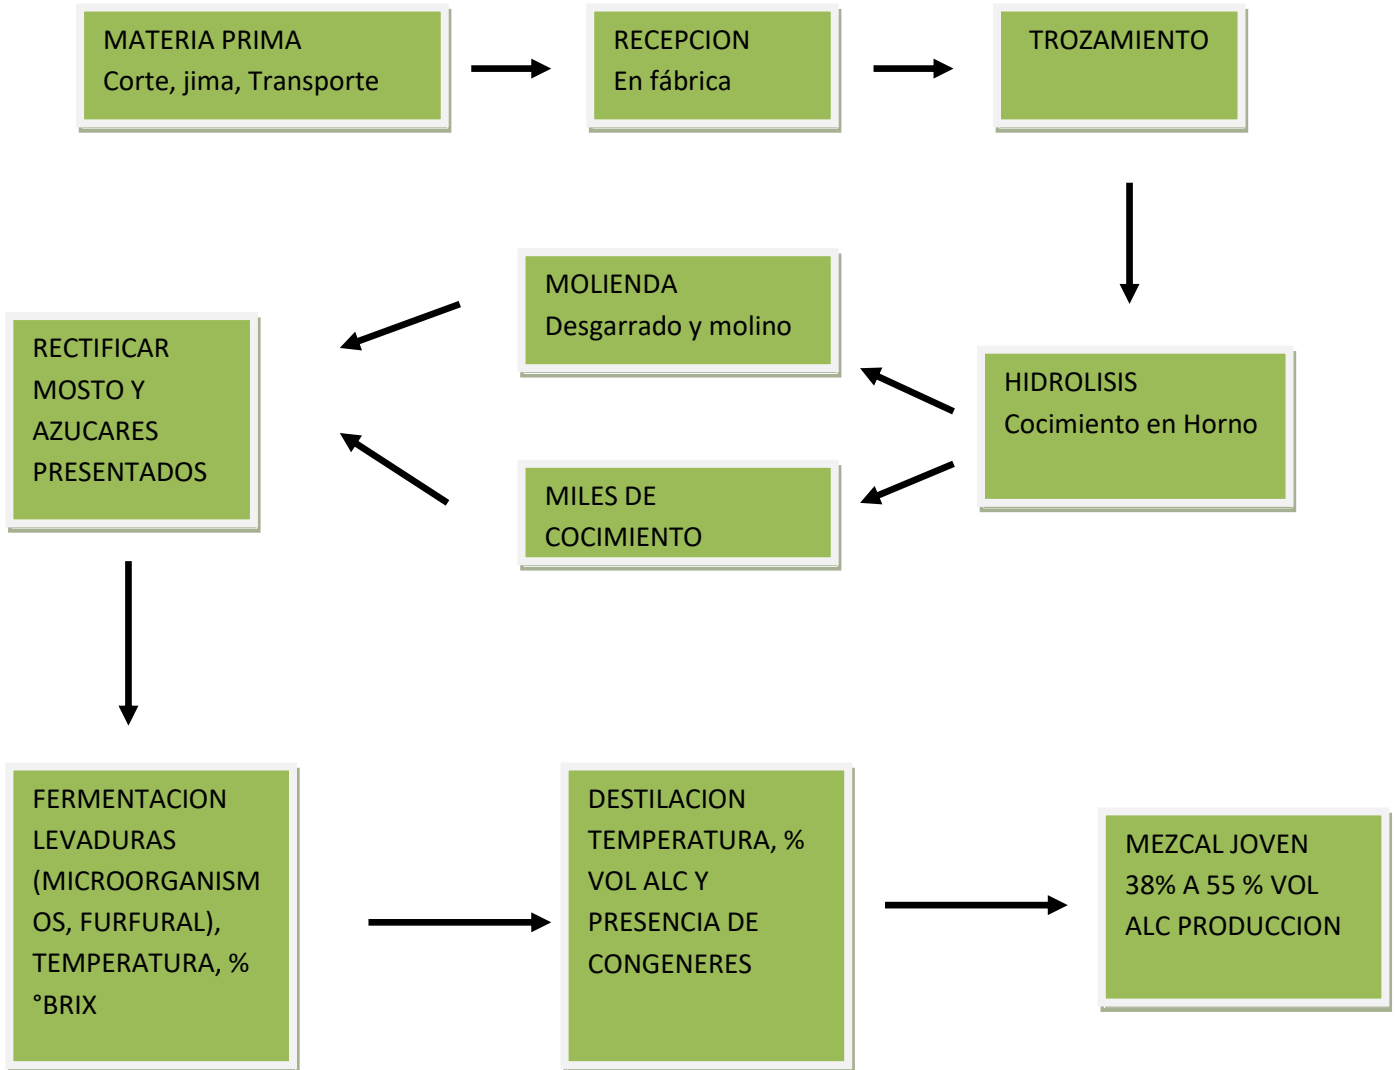 MATERIA PRIMA
Corte, jima, Transporte
RECEPCION
En fábrica
TROZAMIENTO
HIDROLISIS
Cocimiento en Horno
MOLIENDA
Desgarrado y molino
MILES DE
COCIMIENTO
RECTIFICAR
MOSTO Y
AZUCARES
PRESENTADOS
FERMENTACION
LEVADURAS
(MICROORGANISM
OS, FURFURAL),
TEMPERATURA, %
°BRIX
DESTILACION
TEMPERATURA, %
VOL ALC Y
PRESENCIA DE
CONGENERES
MEZCAL JOVEN
38% A 55 % VOL
ALC PRODUCCION